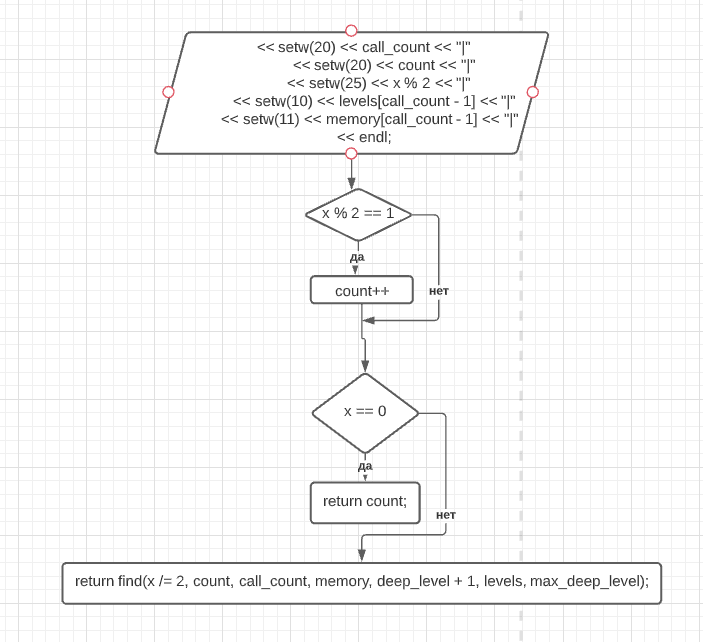 << setw(20) << call_count << "|"
<< setw(20) << count << "|"
<< setw(25) << x % 2 << "|"
<< setw(10) << levels[call_count - 1] << "|"
<< setw(11) << memory[call_count - 1] << "|"
<< endl;
x % 2 == 1
да
count++
нет
x == 0
да
return count;
нет
return find(x /= 2, count, call_count, memory, deep_level + 1, levels, max_deep_level);